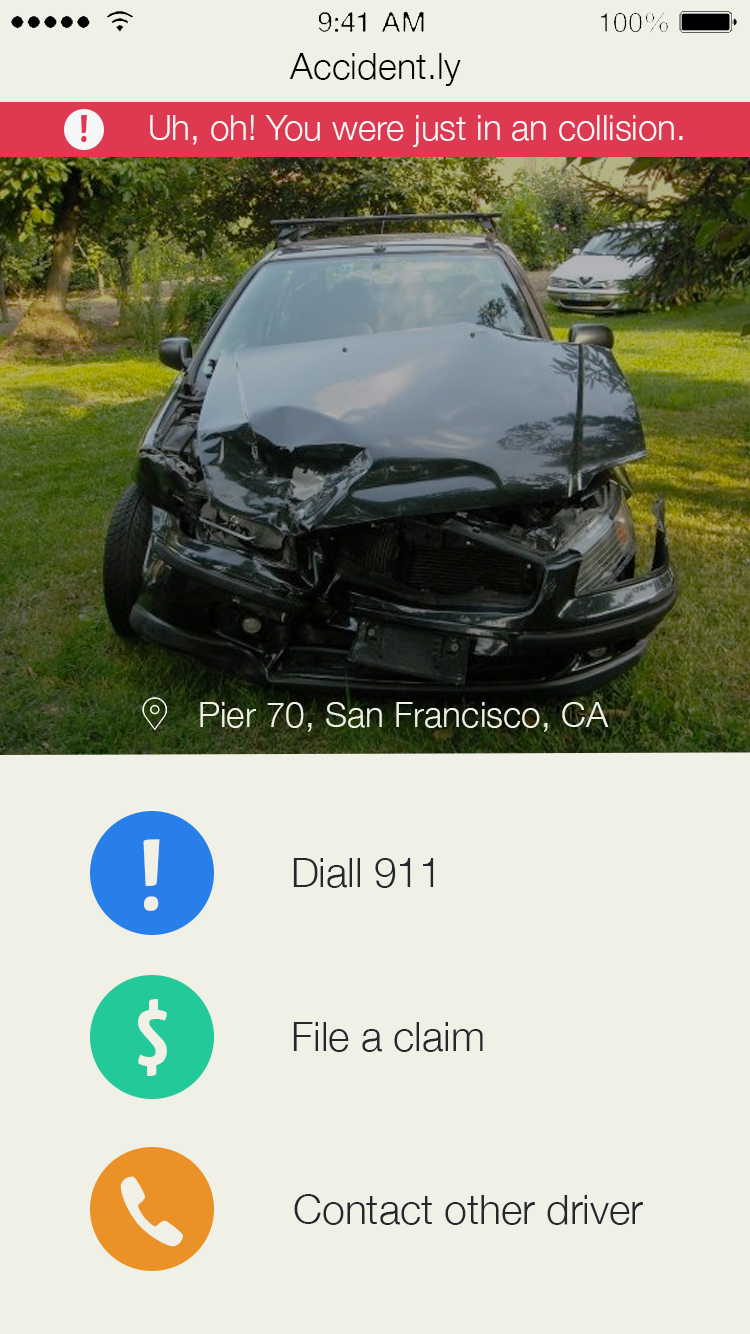 9:41 AM 100%
Accident.ly
Uh, oh! You were just in an collision.
Pier 70, San Francisco, CA
Diall 911
File a claim
Contact other driver